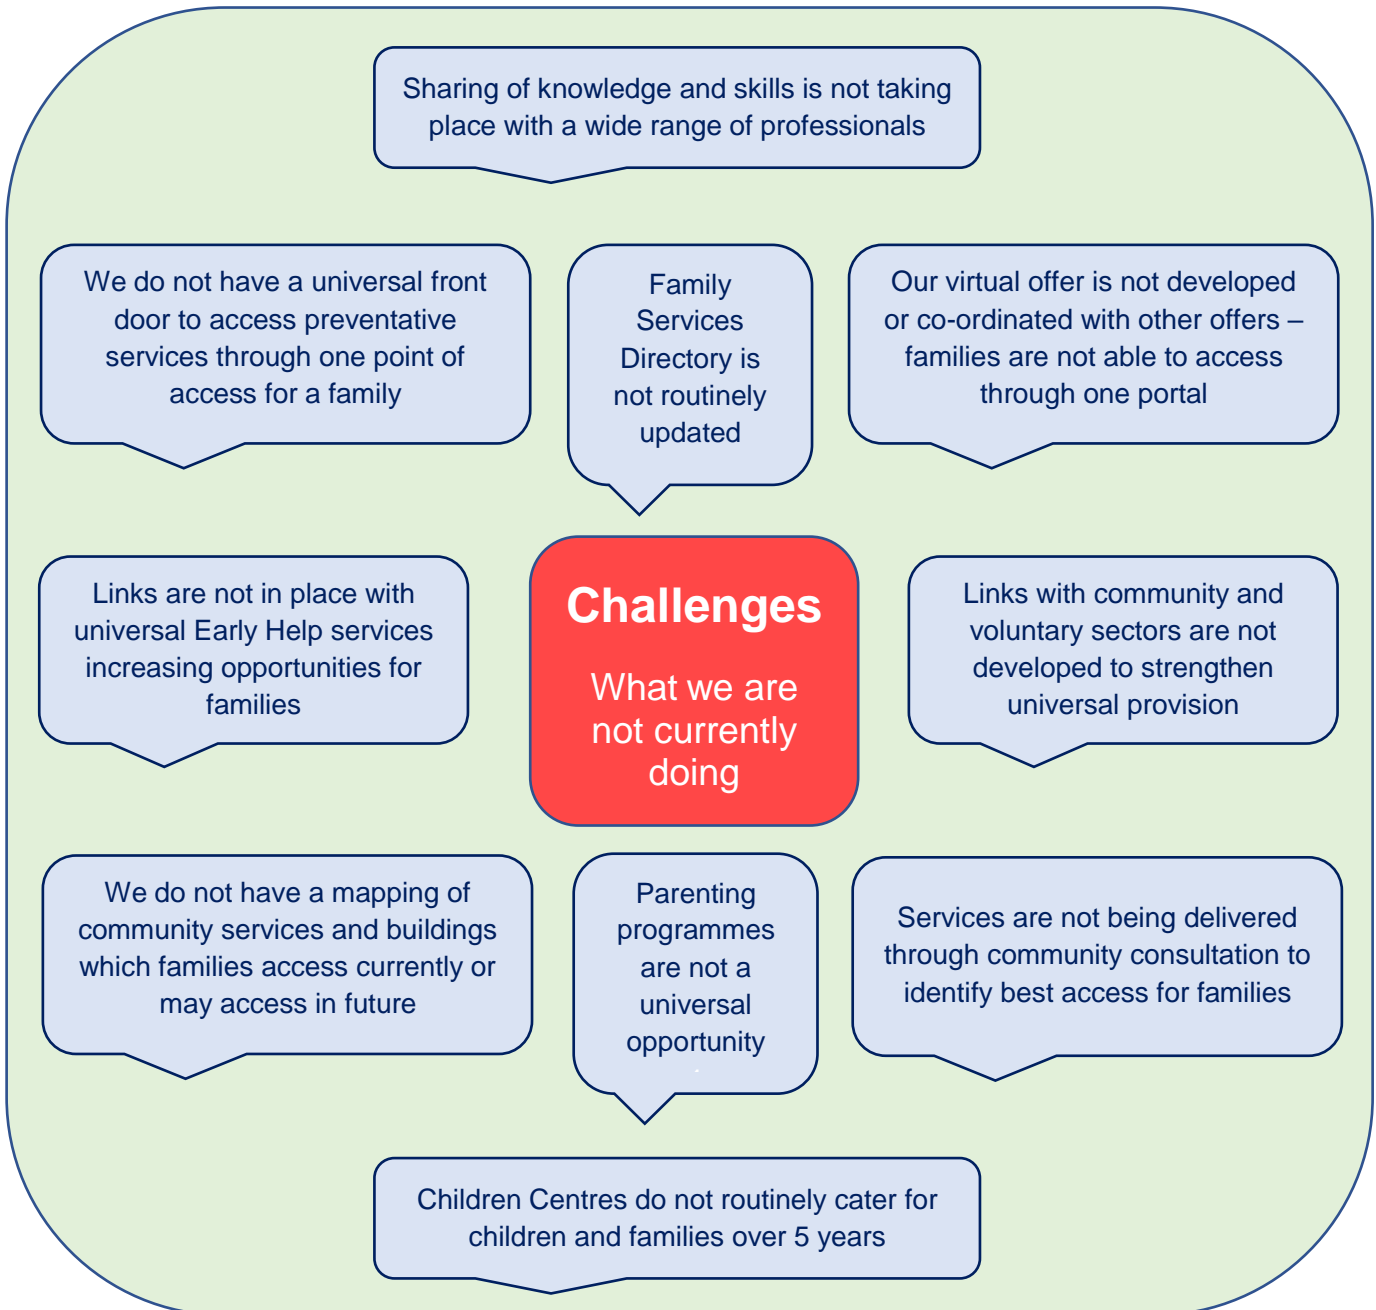 Sharing of knowledge and skills is not taking
place with a wide range of professionals
We do not have a universal front
door to access preventative
services through one point of
access for a family
Family
Services
Directory is
not routinely
updated
Our virtual offer is not developed
or co-ordinated with other offers –
families are not able to access
through one portal
Links are not in place with
universal Early Help services
increasing opportunities for
families
Challenges
What we are
not currently
doing
Links with community and
voluntary sectors are not
developed to strengthen
universal provision
We do not have a mapping of
community services and buildings
which families access currently or
may access in future
Parenting
programmes
are not a
universal
opportunity
Services are not being delivered
through community consultation to
identify best access for families
Children Centres do not routinely cater for
children and families over 5 years